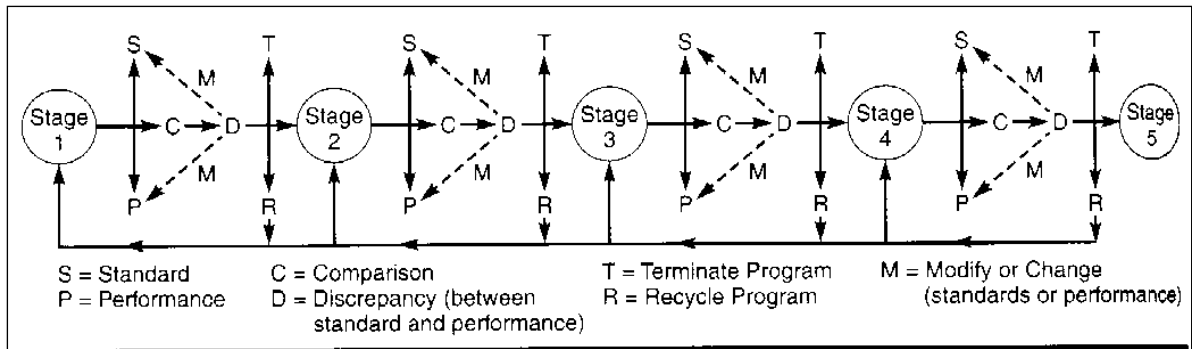 S T S T S T S T
M M M M
Stage 1 C D Stage 2 C D Stage 3 C D Stage 4 C D Stage 5
M M M M
P R P R P R P R
S = Standard C = Comparison T = Terminate Program M = Modify or Change
P = Performance D = Discrepancy (between R = Recycle Program (standards or performance)
standard and performance)